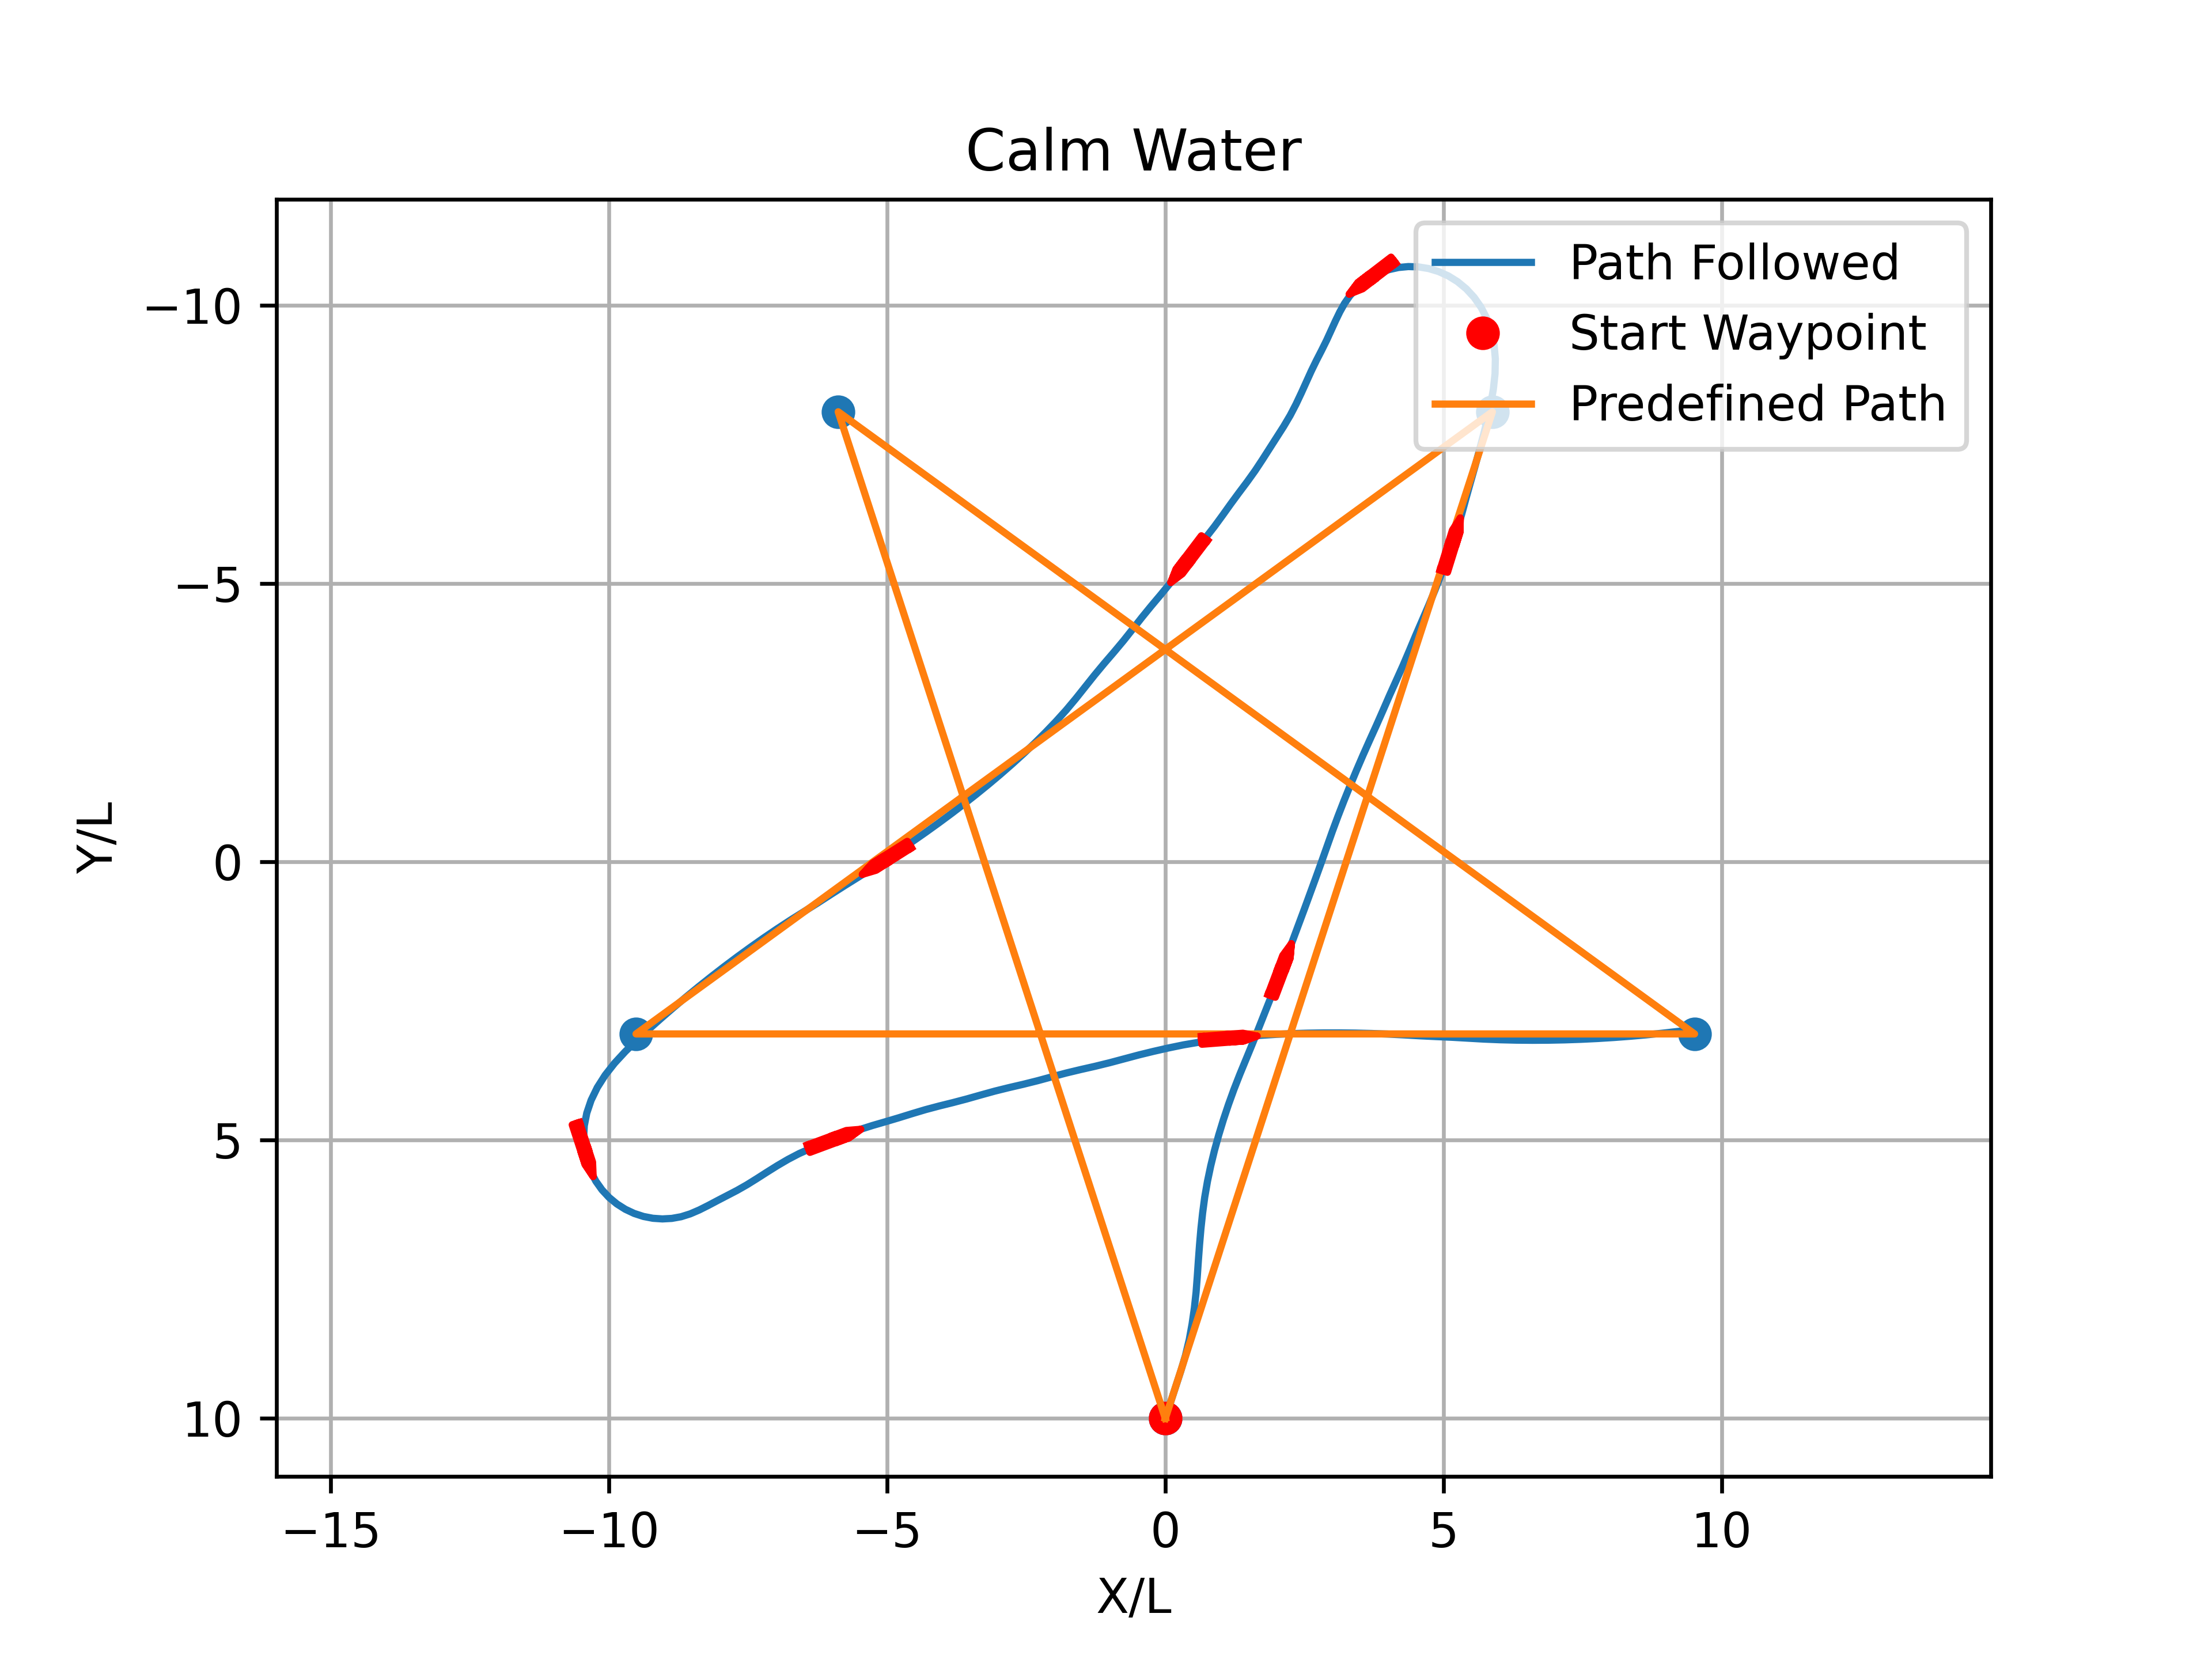 Calm Water
Path Followed
Start Waypoint
Predefined Path
−10
−5
0
5
10
Y/L
−15
−10
−5
0
5
10
X/L